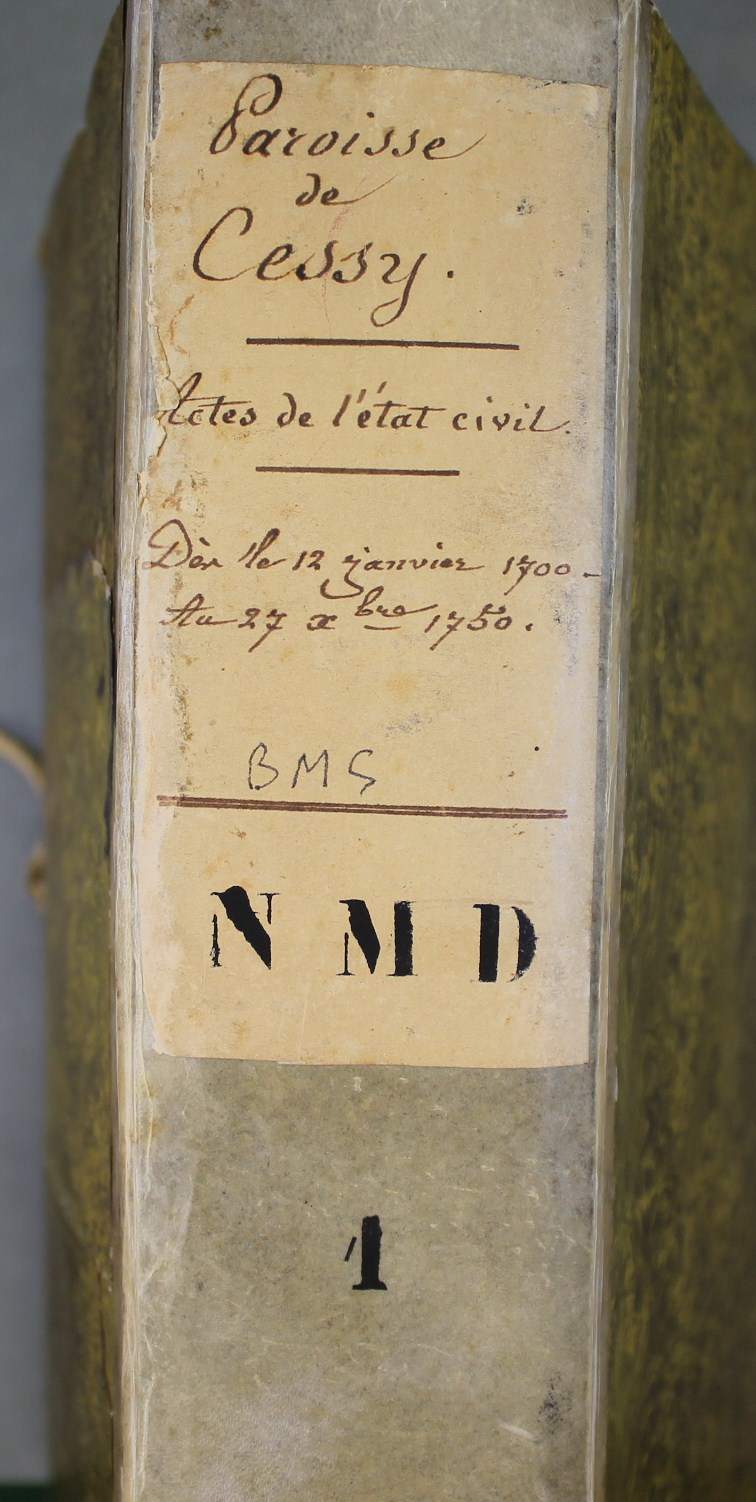 Paroisse
de
Cessy.
Actes de l'état civil.
Dès le 12 janvier 1700 -
Au 27 xbre 1750.
BMS
N M D
1